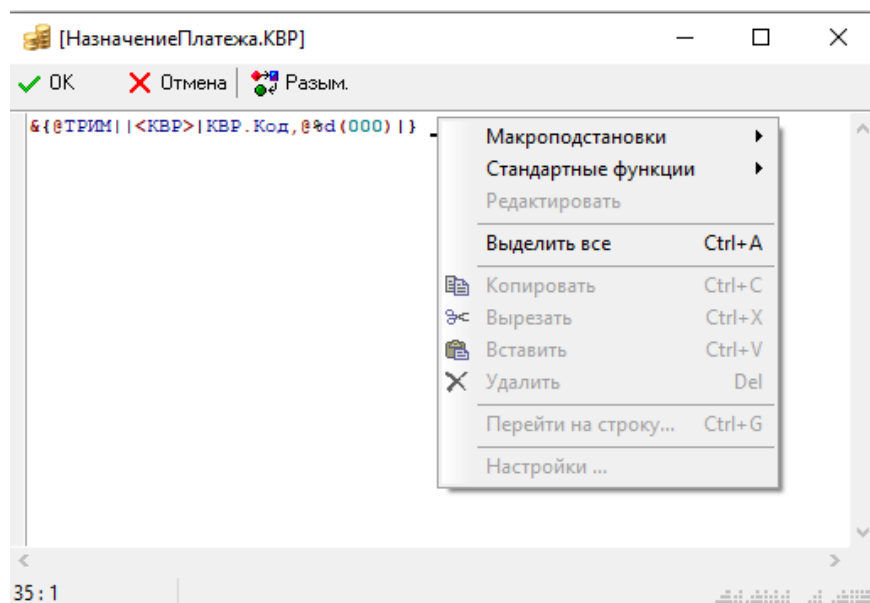 [НазначениеПлатежа.КВР]
OK Отмена Разым.
&{@ТРИМ||<КВР>|КВР.Код,@%d(000)|}
Макроподстановки
Стандартные функции
Редактировать
Выделить все Ctrl+A
Копировать Ctrl+C
Вырезать Ctrl+X
Вставить Ctrl+V
Удалить Del
Перейти на строку... Ctrl+G
Настройки ...
35:1